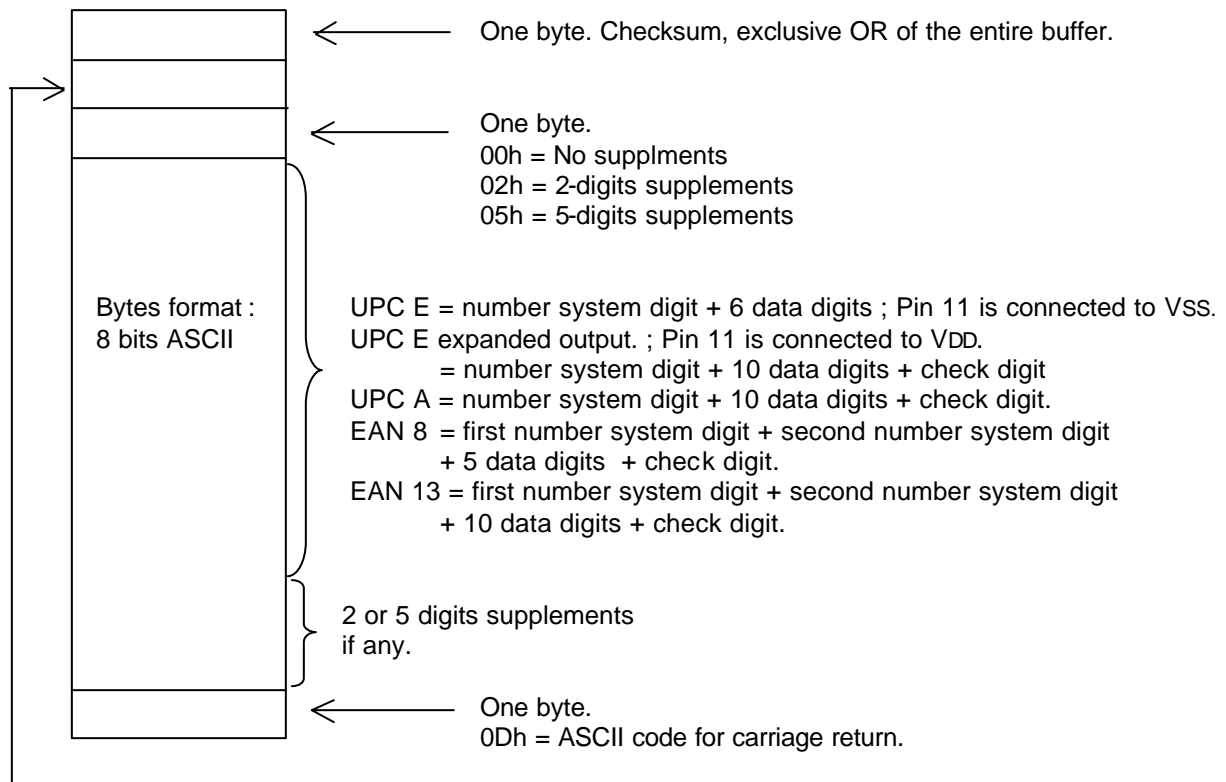 One byte. Checksum, exclusive OR of the entire buffer.
One byte.
00h = No supplments
02h = 2-digits supplements
05h = 5-digits supplements
Bytes format :
8 bits ASCII
UPC E = number system digit + 6 data digits ; Pin 11 is connected to VSS.
UPC E expanded output. ; Pin 11 is connected to VDD.
= number system digit + 10 data digits + check digit
UPC A = number system digit + 10 data digits + check digit.
EAN 8 = first number system digit + second number system digit
+ 5 data digits + check digit.
EAN 13 = first number system digit + second number system digit
+ 10 data digits + check digit.
2 or 5 digits supplements
if any.
One byte.
0Dh = ASCII code for carriage return.